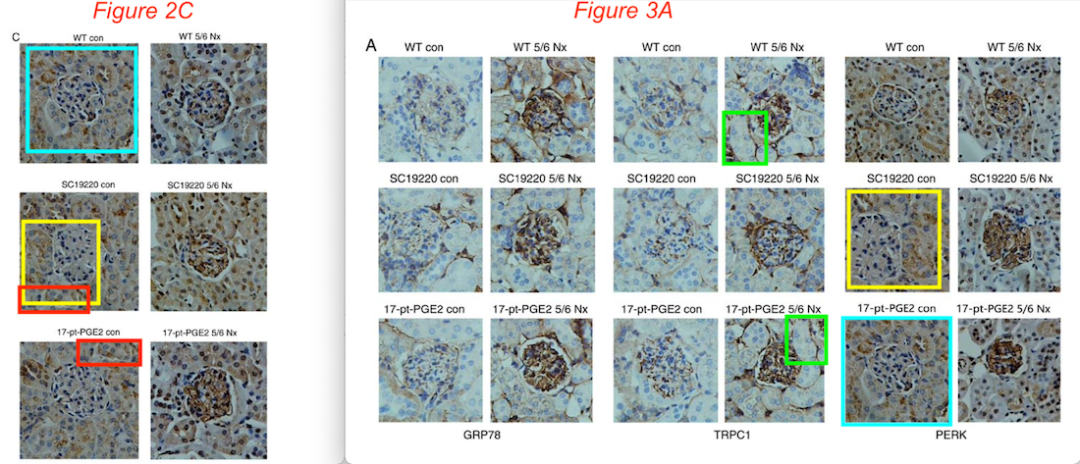 Figure 2C
C
WT con WT 5/6 Nx
SC19220 con SC19220 5/6 Nx
17-pt-PGE2 con 17-pt-PGE2 5/6 Nx
Figure 3A
A
WT con WT 5/6 Nx WT con WT 5/6 Nx WT con WT 5/6 Nx
SC19220 con SC19220 5/6 Nx SC19220 con SC19220 5/6 Nx SC19220 con SC19220 5/6 Nx
17-pt-PGE2 con 17-pt-PGE2 5/6 Nx 17-pt-PGE2 con 17-pt-PGE2 5/6 Nx 17-pt-PGE2 con 17-pt-PGE2 5/6 Nx
GRP78 TRPC1 PERK